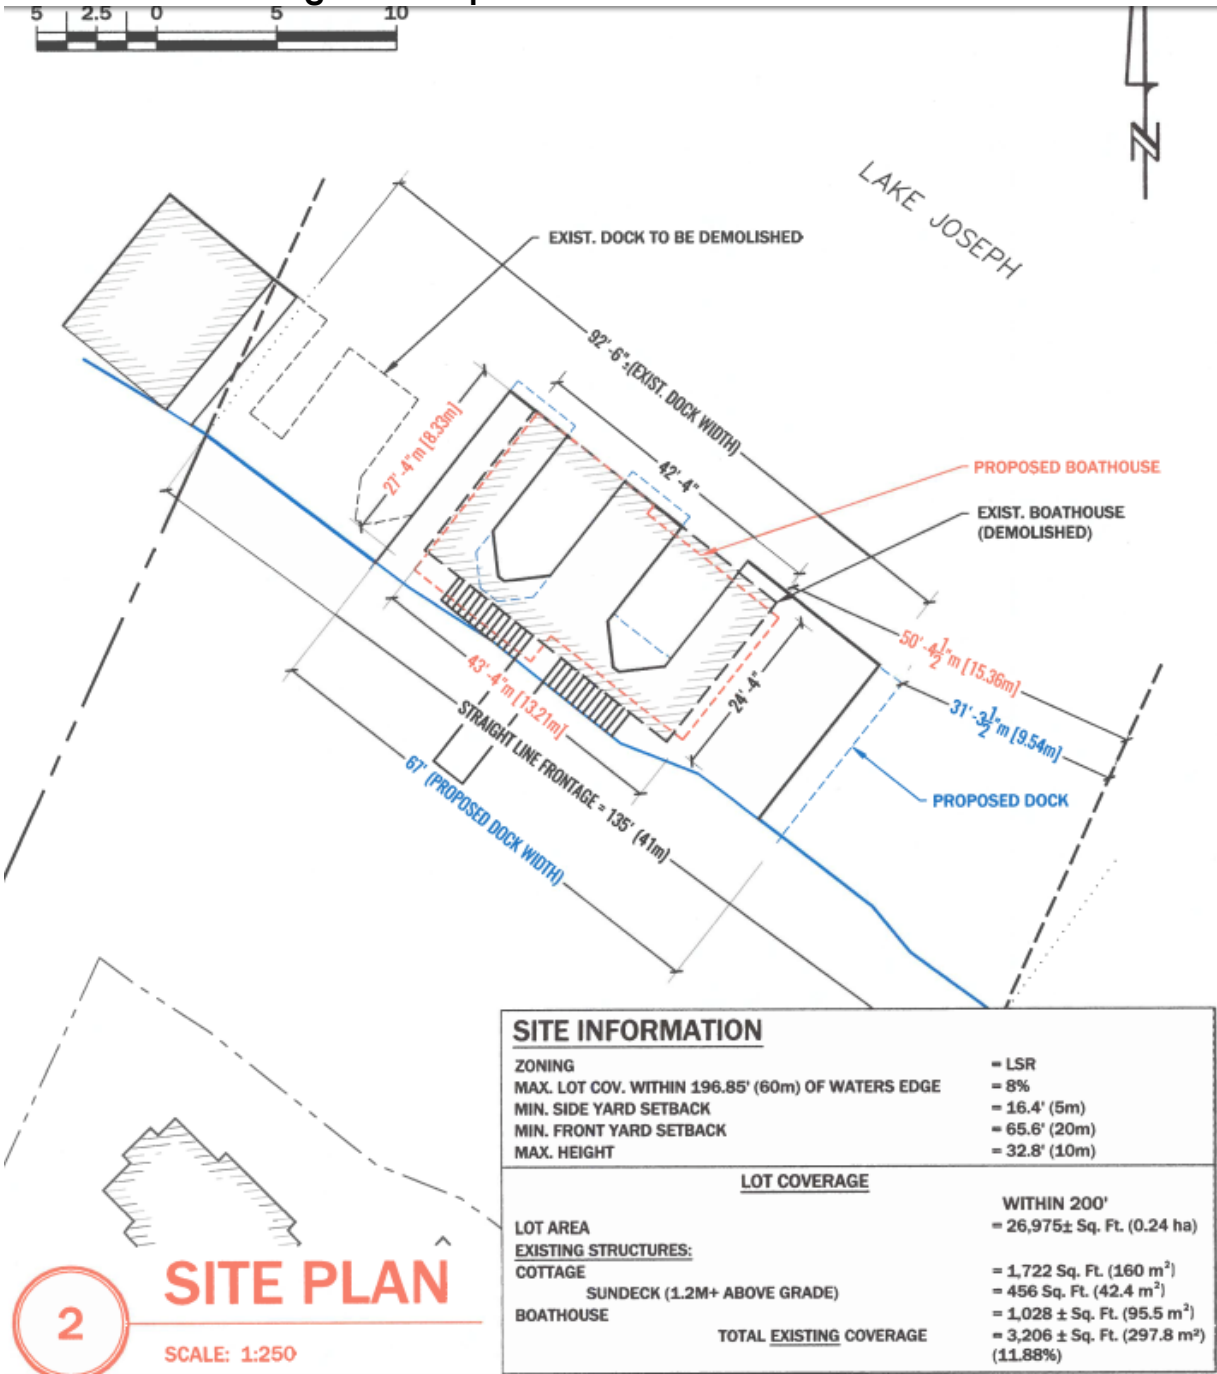 5 2.5 0 5 10
N
LAKE JOSEPH
EXIST. DOCK TO BE DEMOLISHED
92'-6"± (EXIST. DOCK WIDTH)
27'-4"m [8.33m]
42'-4"
PROPOSED BOATHOUSE
EXIST. BOATHOUSE
(DEMOLISHED)
50'-4 1/2"m [15.36m]
31'-3 1/2"m [9.54m]
24'-4"
43'-4"m [13.21m]
STRAIGHT LINE FRONTAGE = 135' (41m)
67' (PROPOSED DOCK WIDTH)
PROPOSED DOCK
SITE INFORMATION
ZONING = LSR
MAX. LOT COV. WITHIN 196.85' (60m) OF WATERS EDGE = 8%
MIN. SIDE YARD SETBACK = 16.4' (5m)
MIN. FRONT YARD SETBACK = 65.6' (20m)
MAX. HEIGHT = 32.8' (10m)
LOT COVERAGE
WITHIN 200'
LOT AREA = 26,975± Sq. Ft. (0.24 ha)
EXISTING STRUCTURES:
COTTAGE = 1,722 Sq. Ft. (160 m²)
SUNDECK (1.2M+ ABOVE GRADE) = 456 Sq. Ft. (42.4 m²)
BOATHOUSE = 1,028 ± Sq. Ft. (95.5 m²)
TOTAL EXISTING COVERAGE = 3,206 ± Sq. Ft. (297.8 m²)
(11.88%)
2
SITE PLAN
SCALE: 1:250